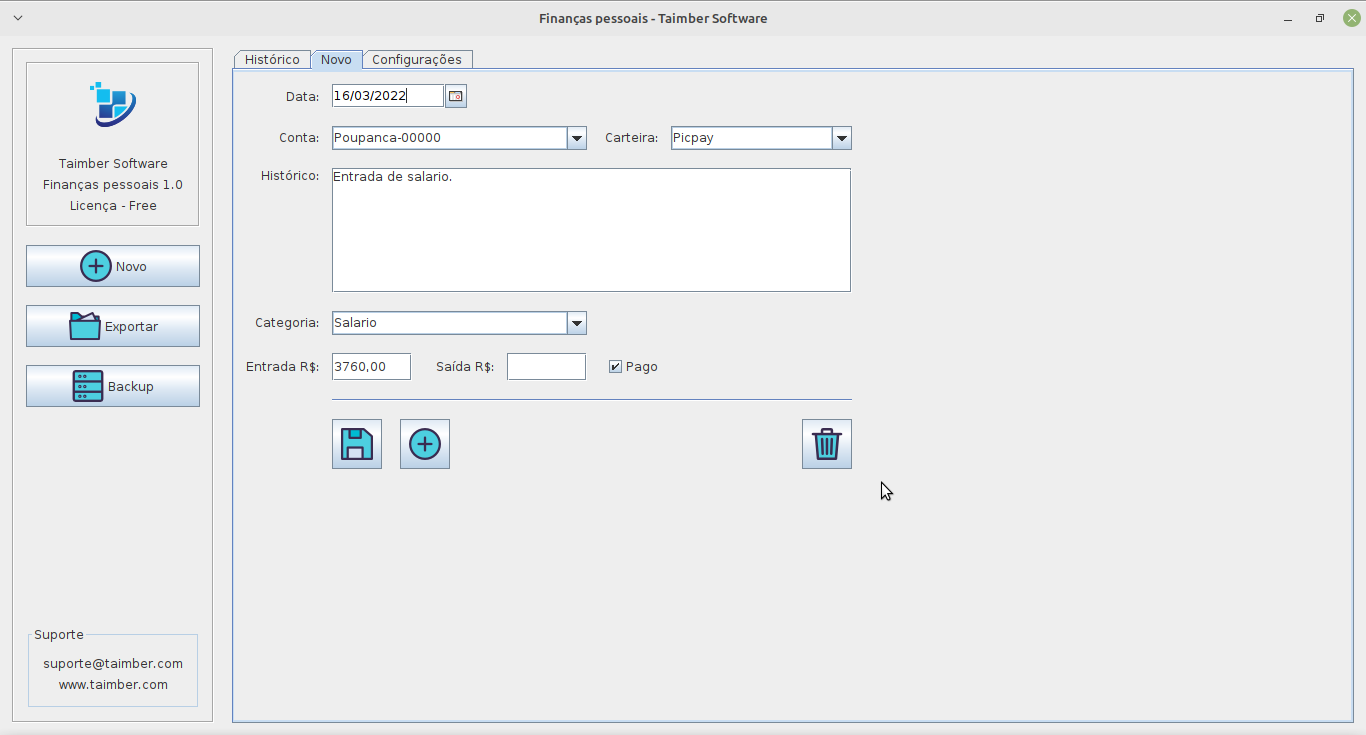 Finanças pessoais - Taimber Software
Taimber Software
Finanças pessoais 1.0
Licença - Free
Novo
Exportar
Backup
Suporte
suporte@taimber.com
www.taimber.com
Histórico Novo Configurações
Data: 16/03/2022
Conta: Poupanca-00000 Carteira: Picpay
Histórico: Entrada de salario.
Categoria: Salario
Entrada R$: 3760,00 Saída R$: Pago